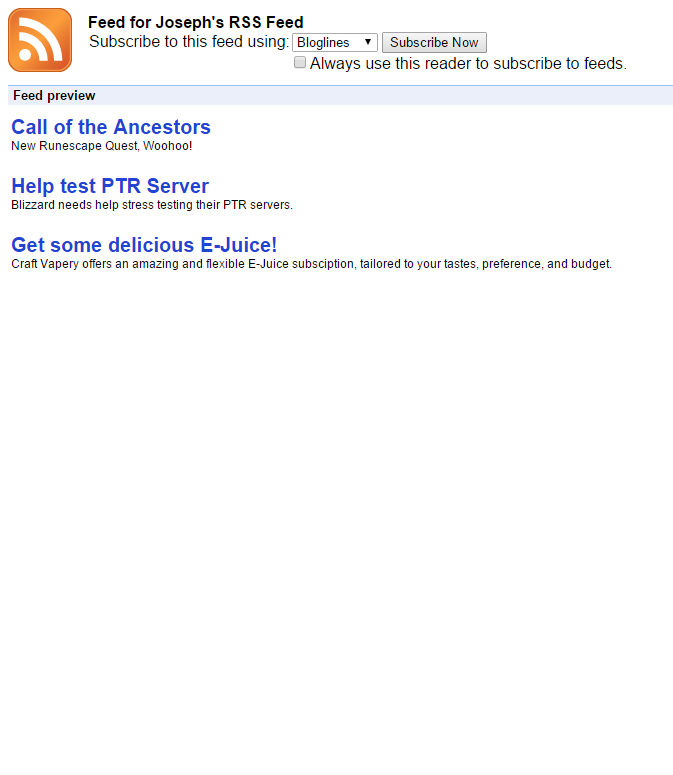 Feed for Joseph's RSS Feed
Subscribe to this feed using: Bloglines Subscribe Now
Always use this reader to subscribe to feeds.
Feed preview
Call of the Ancestors
New Runescape Quest, Woohoo!
Help test PTR Server
Blizzard needs help stress testing their PTR servers.
Get some delicious E-Juice!
Craft Vapery offers an amazing and flexible E-Juice subsciption, tailored to your tastes, preference, and budget.